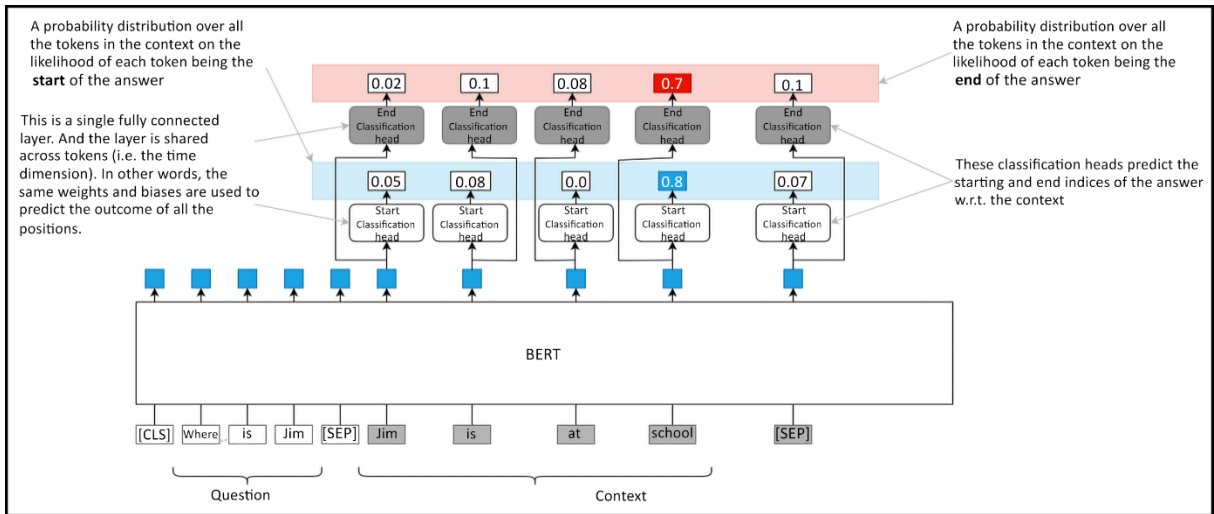 A probability distribution over all
the tokens in the context on the
likelihood of each token being the
start of the answer
A probability distribution over all
the tokens in the context on the
likelihood of each token being the
end of the answer
This is a single fully connected
layer. And the layer is shared
across tokens (i.e. the time
dimension). In other words, the
same weights and biases are used to
predict the outcome of all the
positions.
These classification heads predict the
starting and end indices of the answer
w.r.t. the context
0.02 0.1 0.08 0.7 0.1
End End End End End
Classification Classification Classification Classification Classification
head head head head head
0.05 0.08 0.0 0.8 0.07
Start Start Start Start Start
Classification Classification Classification Classification Classification
head head head head head
BERT
[CLS] Where is Jim [SEP] Jim is at school [SEP]
Question Context